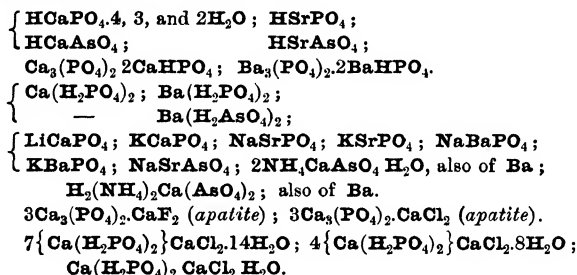 HCaPO₄.4, 3, and 2H₂O ; HSrPO₄ ;
HCaAsO₄ ; HSrAsO₄ ;
Ca₃(PO₄)₂ 2CaHPO₄ ; Ba₃(PO₄)₂.2BaHPO₄.
Ca(H₂PO₄)₂ ; Ba(H₂PO₄)₂ ;
— Ba(H₂AsO₄)₂ ;
LiCaPO₄ ; KCaPO₄ ; NaSrPO₄ ; KSrPO₄ ; NaBaPO₄ ;
KBaPO₄ ; NaSrAsO₄ ; 2NH₄CaAsO₄ H₂O, also of Ba ;
H₂(NH₄)₂Ca(AsO₄)₂ ; also of Ba.
3Ca₃(PO₄)₂.CaF₂ (apatite) ; 3Ca₃(PO₄)₂.CaCl₂ (apatite).
7{Ca(H₂PO₄)₂}CaCl₂.14H₂O ; 4{Ca(H₂PO₄)₂}CaCl₂.8H₂O ;
Ca(H₂PO₄)₂ CaCl₂ H₂O.